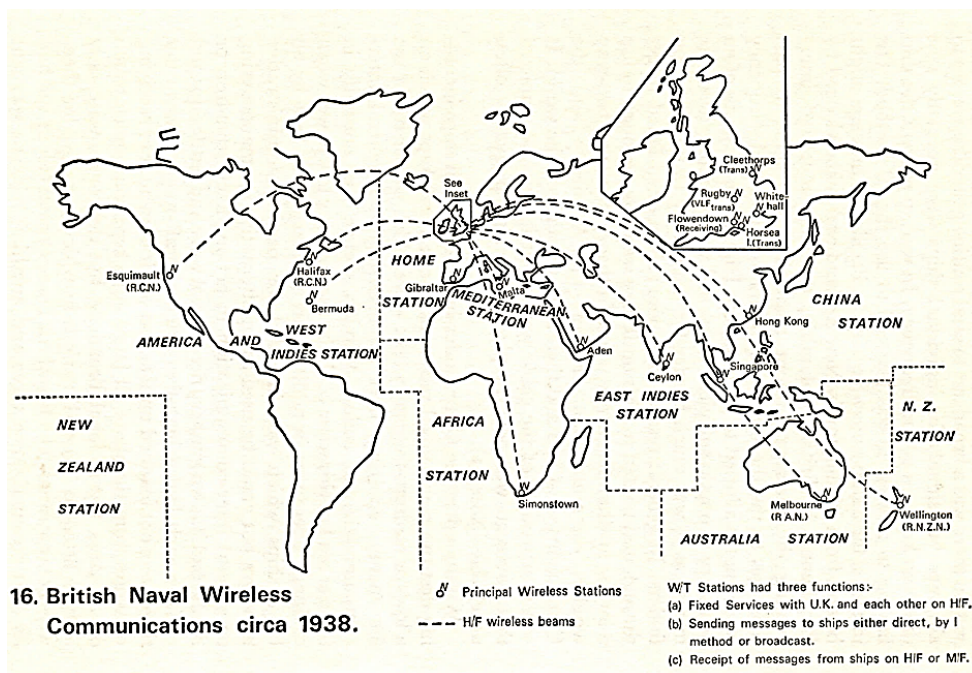 See
Inset
Cleethorps
(Trans)
Rugby
(VLF
trans)
White-
hall
Flowendown
(Receiving)
Horsea
I.(Trans)
Esquimault
(R.C.N.)
Halifax
(R.C.N.)
Bermuda
HOME
STATION
Gibraltar
Malta
MEDITERRANEAN
STATION
CHINA
STATION
Hong Kong
AMERICA AND WEST
INDIES STATION
Aden
Ceylon
Singapore
EAST INDIES
STATION
NEW
ZEALAND
STATION
AFRICA
STATION
N. Z.
STATION
Simonstown
Melbourne
(R A.N.)
Wellington
(R.N.Z.N.)
AUSTRALIA STATION
16. British Naval Wireless
Communications circa 1938.
N Principal Wireless Stations
H/F wireless beams
W/T Stations had three functions:-
(a) Fixed Services with U.K. and each other on H/F.
(b) Sending messages to ships either direct, by I
method or broadcast.
(c) Receipt of messages from ships on H/F or M/F.